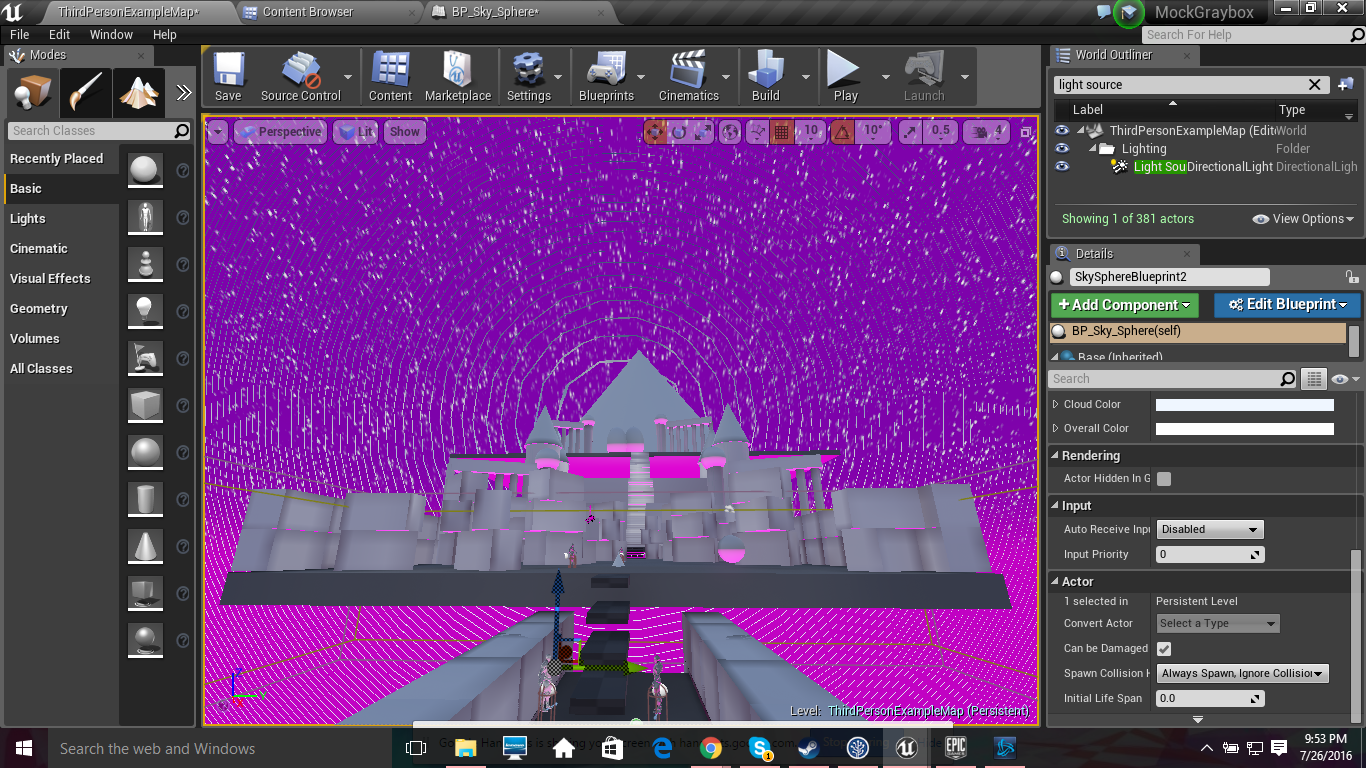 ThirdPersonExampleMap*
Content Browser
BP_Sky_Sphere*
MockGraybox
File Edit Window Help
Search For Help
Modes
Save
Source Control
Content
Marketplace
Settings
Blueprints
Cinematics
Build
Play
Launch
Search Classes
Recently Placed
Basic
Lights
Cinematic
Visual Effects
Geometry
Volumes
All Classes
Perspective
Lit
Show
10
10°
0.5
4
Level: ThirdPersonExampleMap (Persistent)
World Outliner
light source
Label Type
ThirdPersonExampleMap (Edit World
Lighting Folder
Light Sou DirectionalLight DirectionalLigh
Showing 1 of 381 actors
View Options
Details
SkySphereBlueprint2
+ Add Component
Edit Blueprint
BP_Sky_Sphere(self)
Base (Inherited)
Search
Cloud Color
Overall Color
Rendering
Actor Hidden In G
Input
Auto Receive Inp Disabled
Input Priority 0
Actor
1 selected in Persistent Level
Convert Actor Select a Type
Can be Damaged
Spawn Collision H Always Spawn, Ignore Collision
Initial Life Span 0.0
Search the web and Windows
1
EPIC
GAMES
9:53 PM
7/26/2016